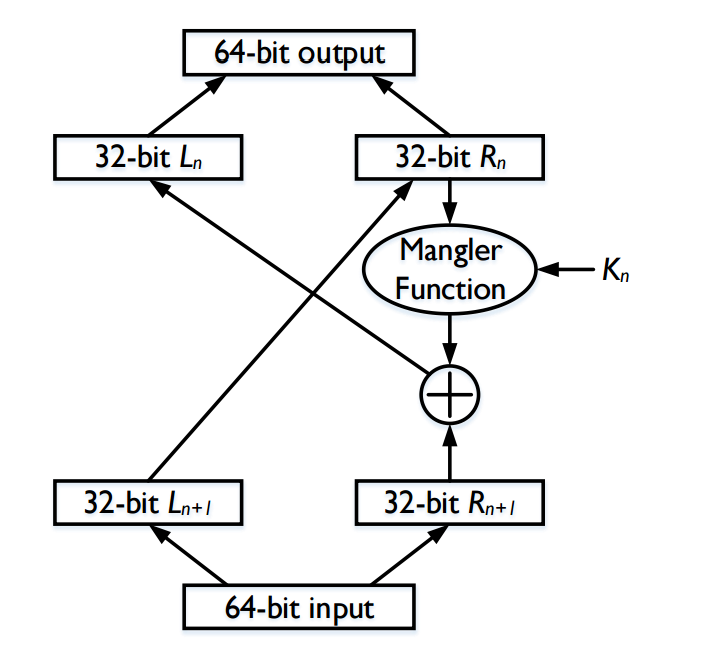 64-bit output
32-bit Lₙ
32-bit Rₙ
Mangler
Function
Kₙ
32-bit Lₙ₊₁
32-bit Rₙ₊₁
64-bit input